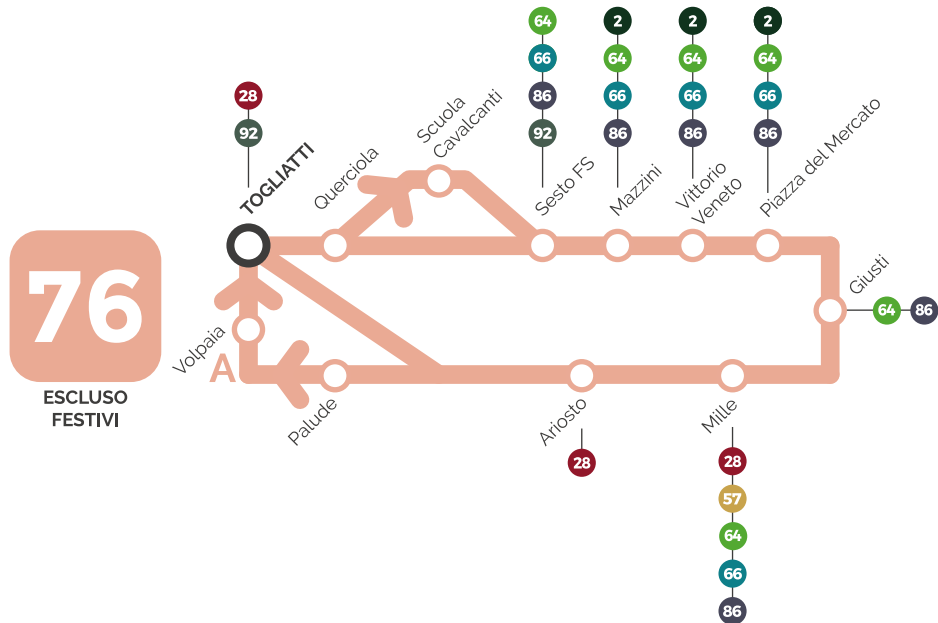 64
66
86
92
2
64
66
86
2
64
66
86
2
64
66
86
28
92
TOGLIATTI
Querciola
Scuola
Cavalcanti
Sesto FS
Mazzini
Vittorio
Veneto
Piazza del Mercato
76
ESCLUSO
FESTIVI
Giusti
64
86
Volpaia
A
Palude
Ariosto
28
Mille
28
57
64
66
86